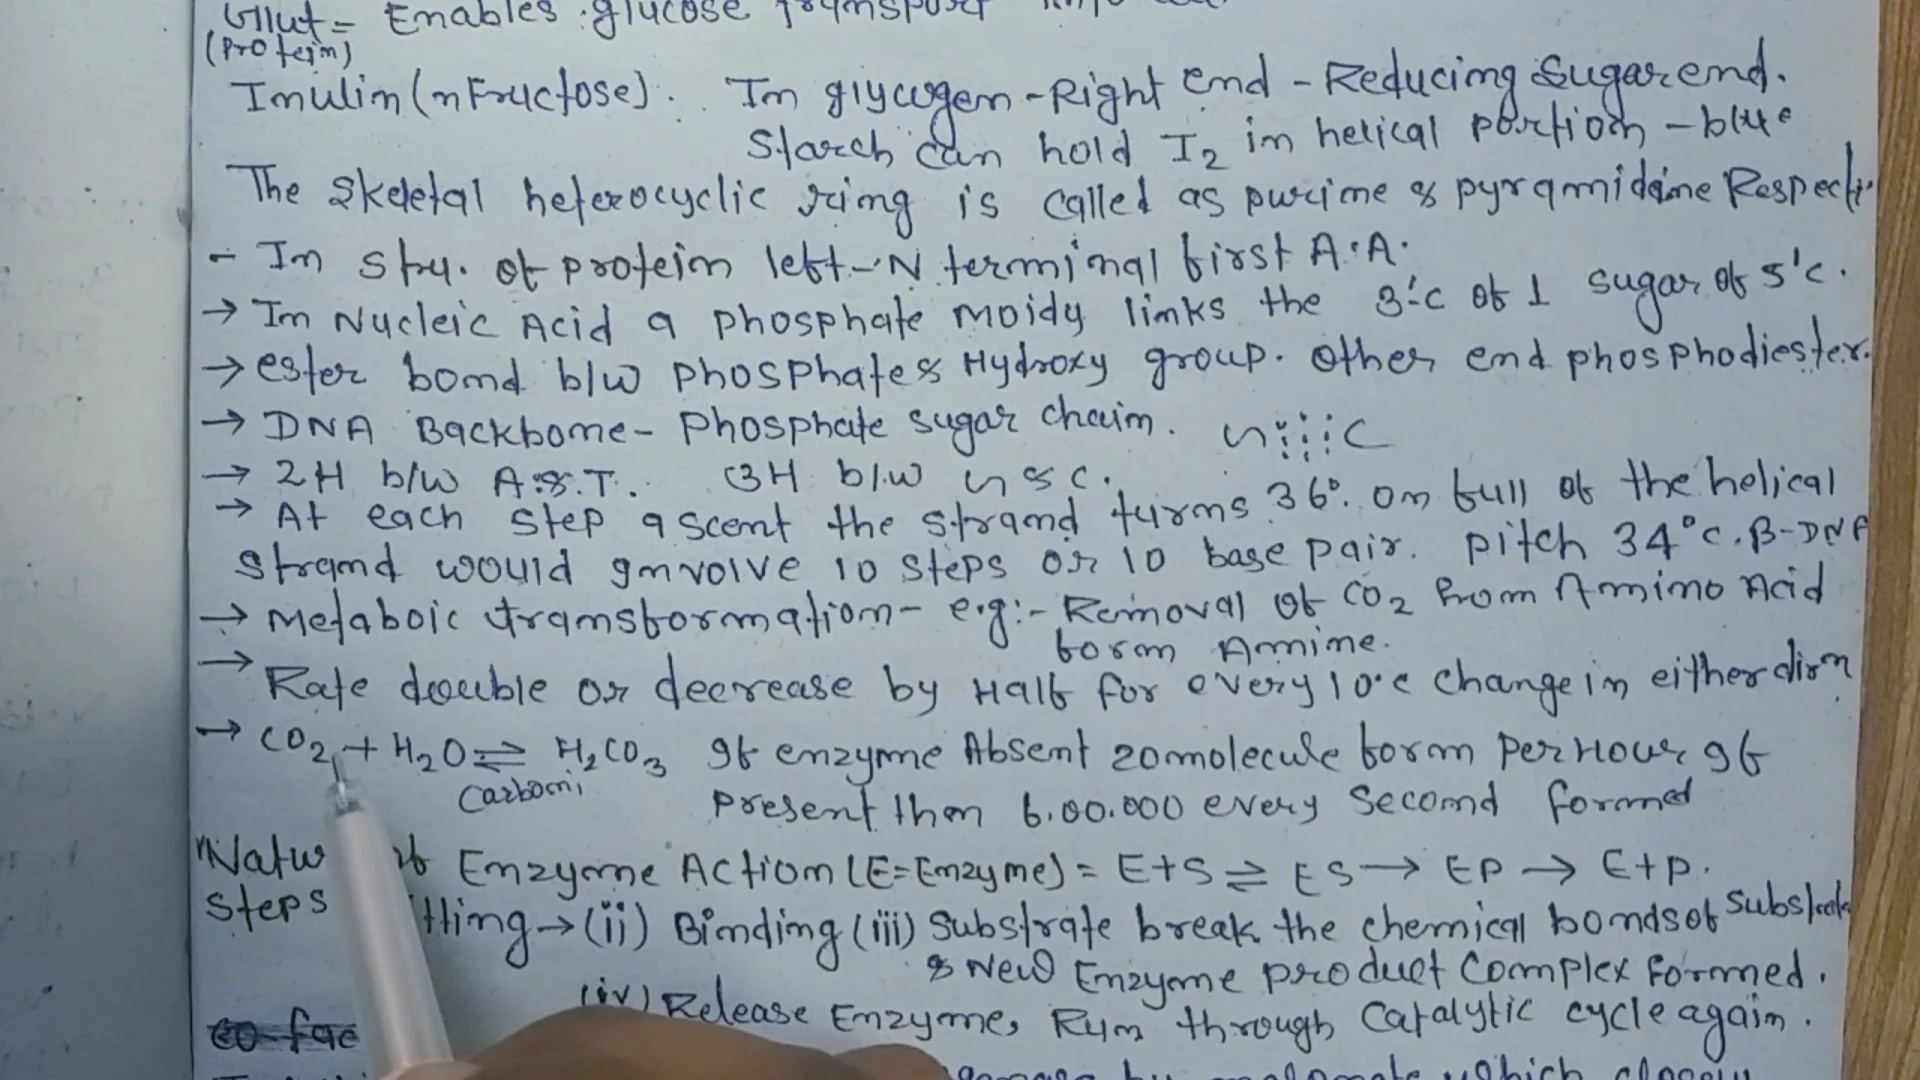 Glut = Enables glucose transport into
(Protein)
Inulin (nFructose). In glycogen - Right end - Reducing Sugar end.
Starch can hold I2 in helical portion - blue
The skeletal heterocyclic ring is called as purine & pyramidine Respecti
- In stru. of protein left - N terminal first A.A.
→ In Nucleic Acid a phosphate moidy links the 3'c of 1 sugar of 5'c.
→ ester bond b/w phosphate & Hydroxy group. Other end phosphodiester.
→ DNA Backbone - phosphate sugar chain. G⋮⋮⋮C
→ 2H b/w A & T. 3H b/w G & C.
→ At each step ascent the strand turns 36°. On full of the helical
strand would involve 10 steps or 10 base pair. pitch 34°c. B-DNA
→ Metaboic transformation - e.g:- Removal of CO2 from Amino Acid
form Amine.
→ Rate double or decrease by Half for every 10°c change in either dirn
→ CO2 + H2O ⇌ H2CO3 If enzyme Absent 20 molecule form per Hour If
Carboni present then 6.00.000 every second formed
Enzyme Action (E=Enzyme) = E+S ⇌ ES → EP → E+P.
Steps → (ii) Binding (iii) Substrate break the chemical bonds of substrate
& New Enzyme product complex formed.
(iv) Release Enzyme, Run through catalytic cycle again.
which